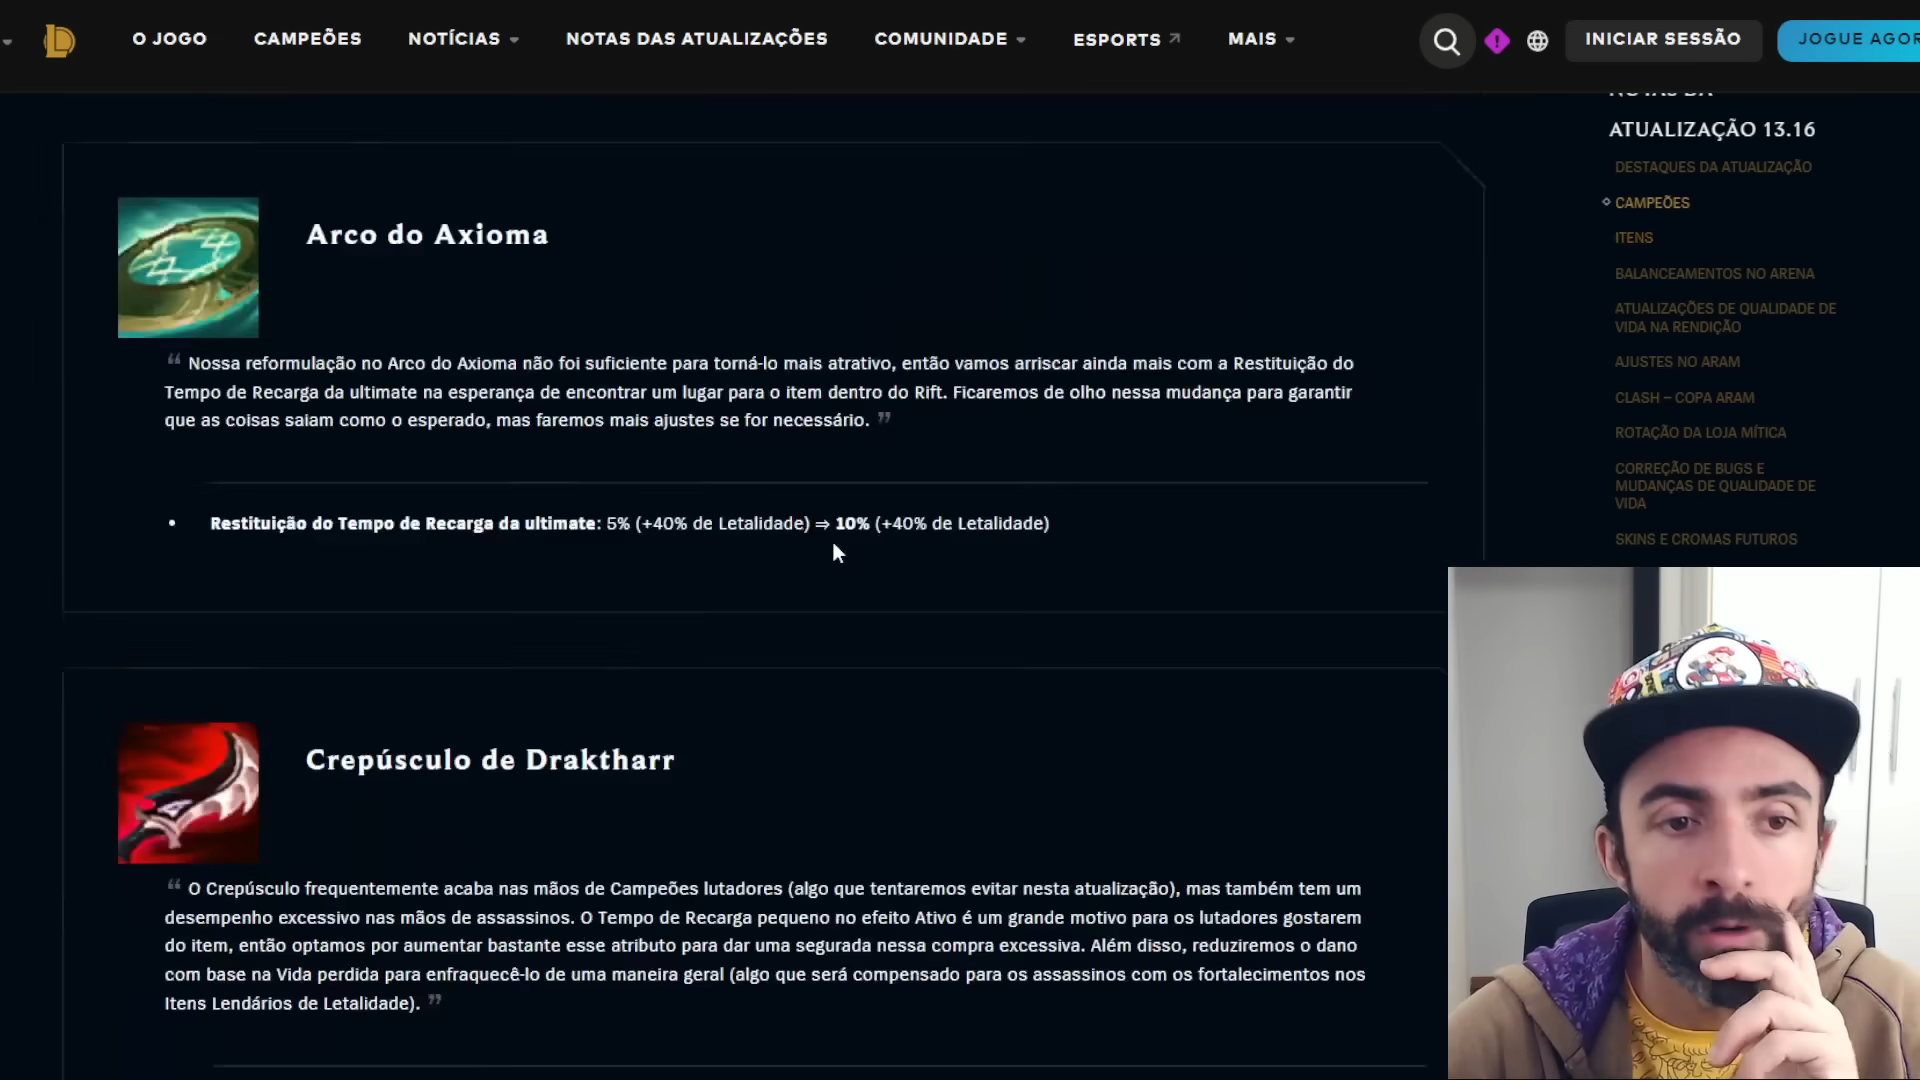 O JOGO
CAMPEÕES
NOTÍCIAS
NOTAS DAS ATUALIZAÇÕES
COMUNIDADE
ESPORTS
MAIS
INICIAR SESSÃO
JOGUE AGOR
NOTAS DA
ATUALIZAÇÃO 13.16
DESTAQUES DA ATUALIZAÇÃO
CAMPEÕES
ITENS
BALANCEAMENTOS NO ARENA
ATUALIZAÇÕES DE QUALIDADE DE
VIDA NA RENDIÇÃO
AJUSTES NO ARAM
CLASH – COPA ARAM
ROTAÇÃO DA LOJA MÍTICA
CORREÇÃO DE BUGS E
MUDANÇAS DE QUALIDADE DE
VIDA
SKINS E CROMAS FUTUROS
Arco do Axioma
“ Nossa reformulação no Arco do Axioma não foi suficiente para torná-lo mais atrativo, então vamos arriscar ainda mais com a Restituição do
Tempo de Recarga da ultimate na esperança de encontrar um lugar para o item dentro do Rift. Ficaremos de olho nessa mudança para garantir
que as coisas saiam como o esperado, mas faremos mais ajustes se for necessário. ”
• Restituição do Tempo de Recarga da ultimate: 5% (+40% de Letalidade) ⇒ 10% (+40% de Letalidade)
Crepúsculo de Draktharr
“ O Crepúsculo frequentemente acaba nas mãos de Campeões lutadores (algo que tentaremos evitar nesta atualização), mas também tem um
desempenho excessivo nas mãos de assassinos. O Tempo de Recarga pequeno no efeito Ativo é um grande motivo para os lutadores gostarem
do item, então optamos por aumentar bastante esse atributo para dar uma segurada nessa compra excessiva. Além disso, reduziremos o dano
com base na Vida perdida para enfraquecê-lo de uma maneira geral (algo que será compensado para os assassinos com os fortalecimentos nos
Itens Lendários de Letalidade). ”